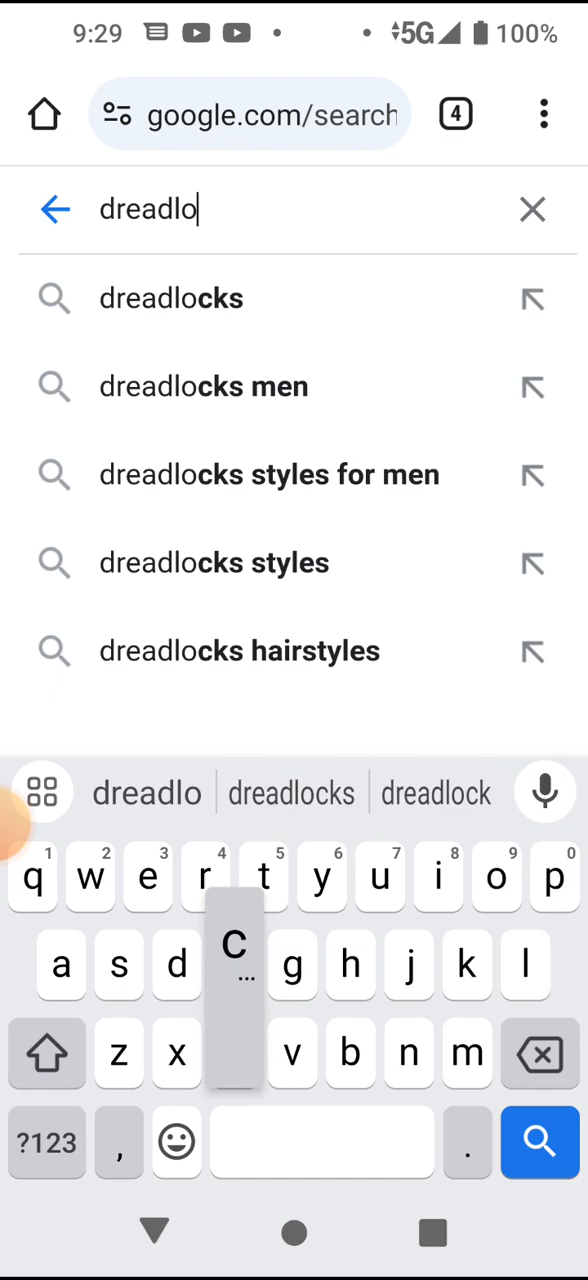 9:29 5G 100%
google.com/search 4
dreadlo
dreadlocks
dreadlocks men
dreadlocks styles for men
dreadlocks styles
dreadlocks hairstyles
dreadlo dreadlocks dreadlock
1 2 3 4 5 6 7 8 9 0
q w e r t y u i o p
a s d c ... g h j k l
z x v b n m
?123 , .